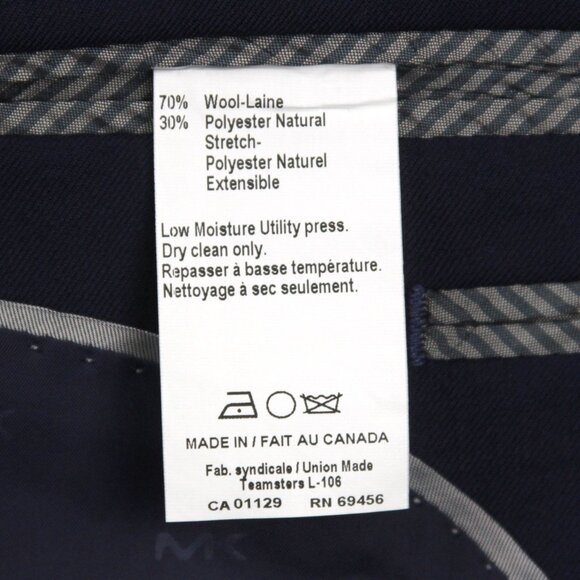 70% Wool-Laine
30% Polyester Natural
Stretch-
Polyester Naturel
Extensible
Low Moisture Utility press.
Dry clean only.
Repasser à basse température.
Nettoyage à sec seulement.
MADE IN / FAIT AU CANADA
Fab. syndicale / Union Made
Teamsters L-106
CA 01129 RN 69456